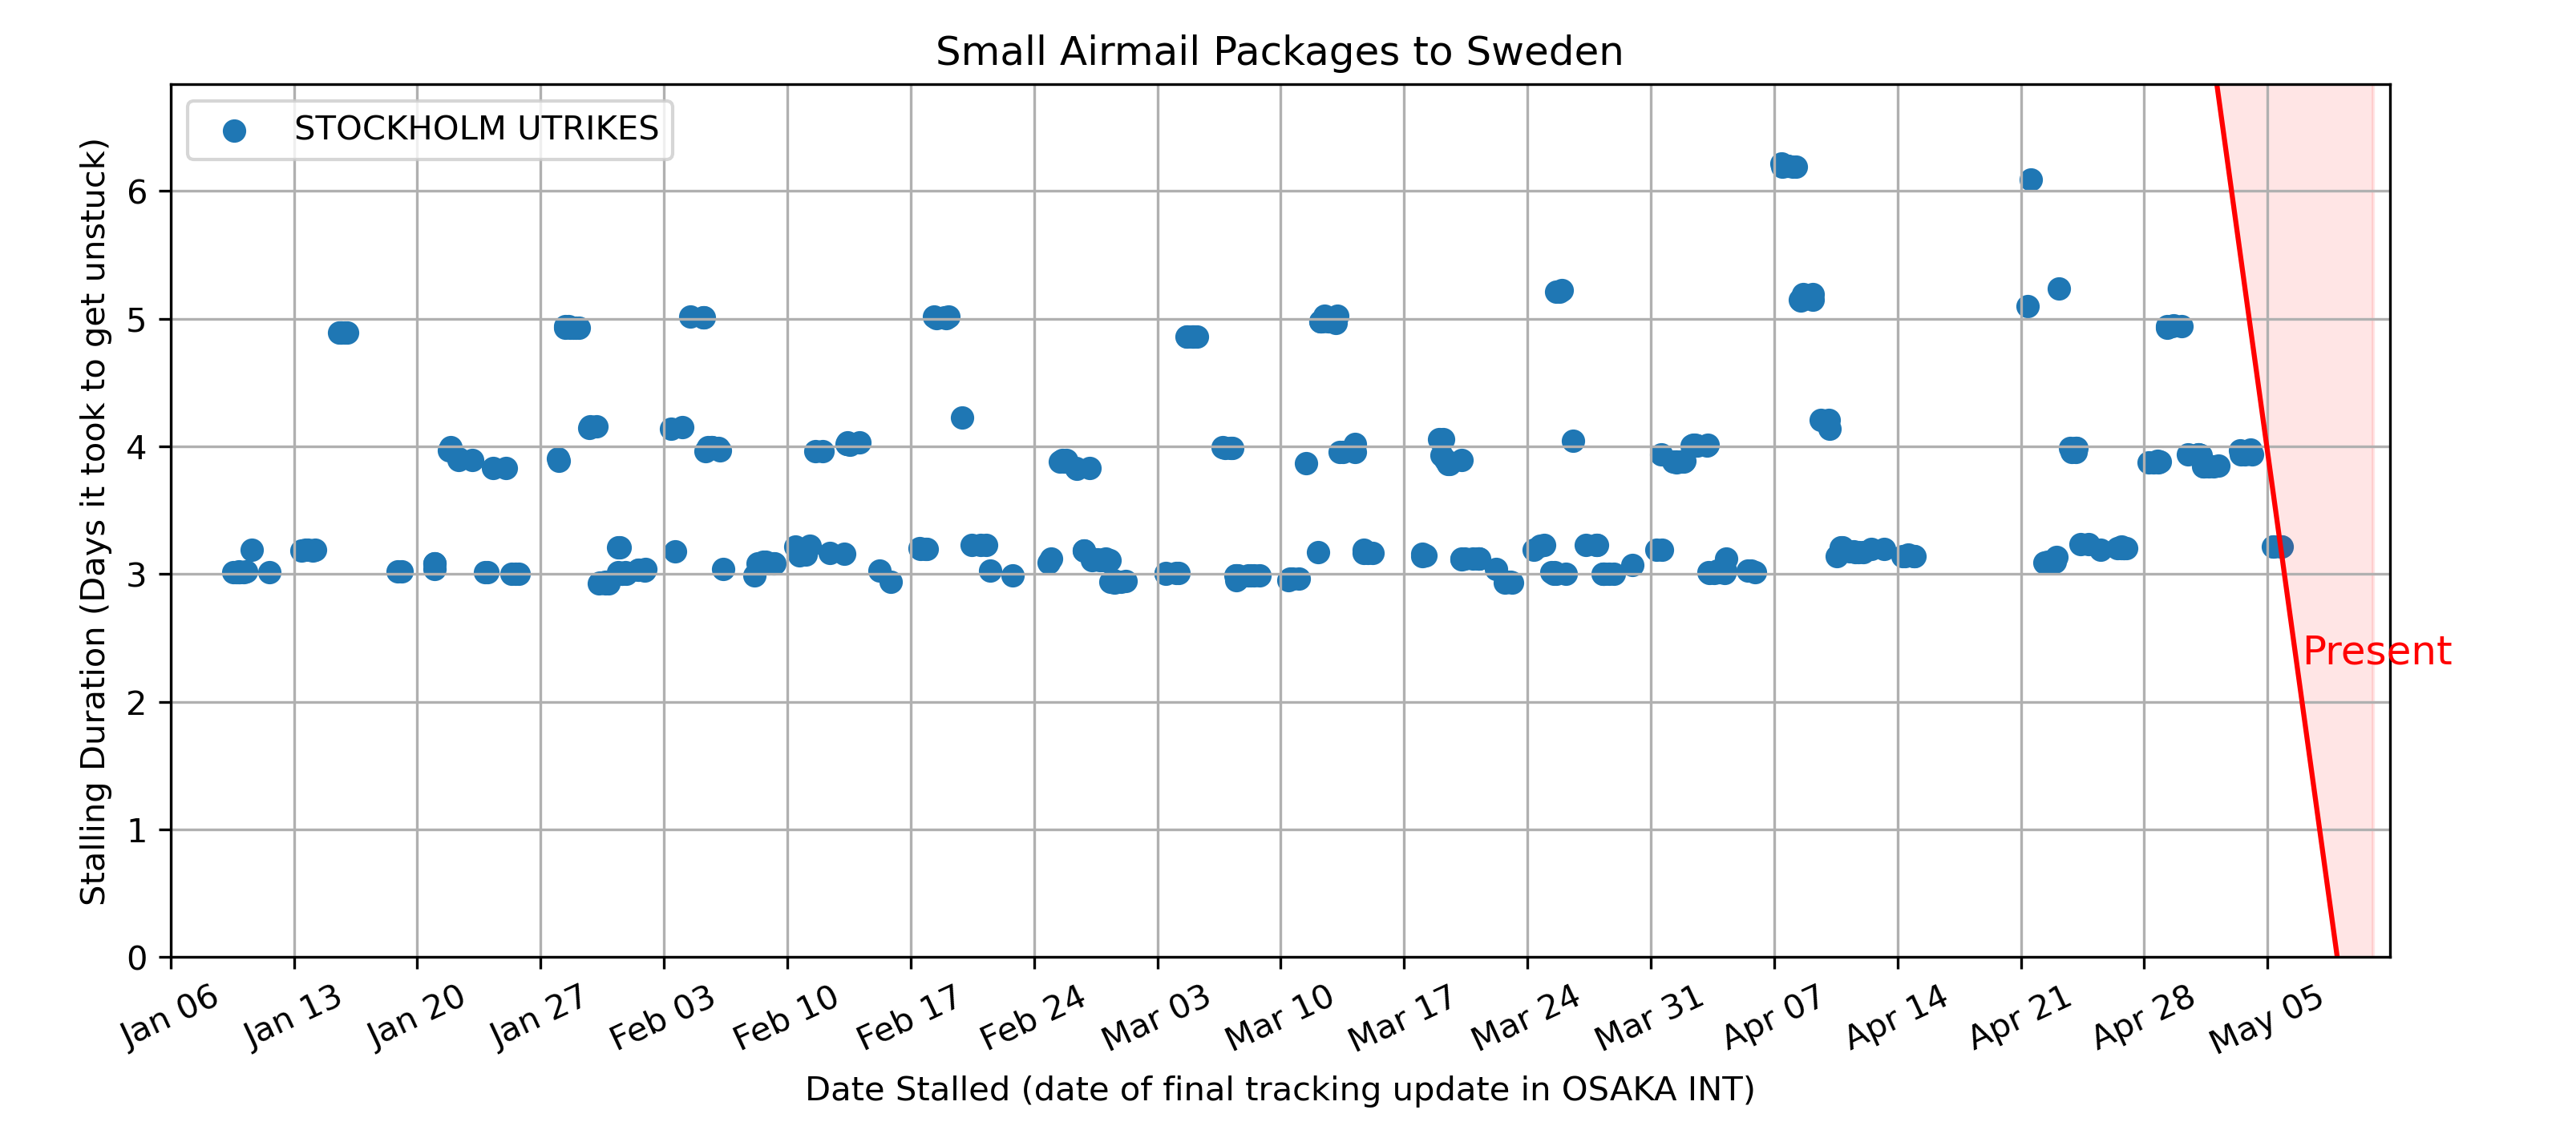 Small Airmail Packages to Sweden
STOCKHOLM UTRIKES
Stalling Duration (Days it took to get unstuck)
6
5
4
3
2
1
0
Present
Jan 06
Jan 13
Jan 20
Jan 27
Feb 03
Feb 10
Feb 17
Feb 24
Mar 03
Mar 10
Mar 17
Mar 24
Mar 31
Apr 07
Apr 14
Apr 21
Apr 28
May 05
Date Stalled (date of final tracking update in OSAKA INT)